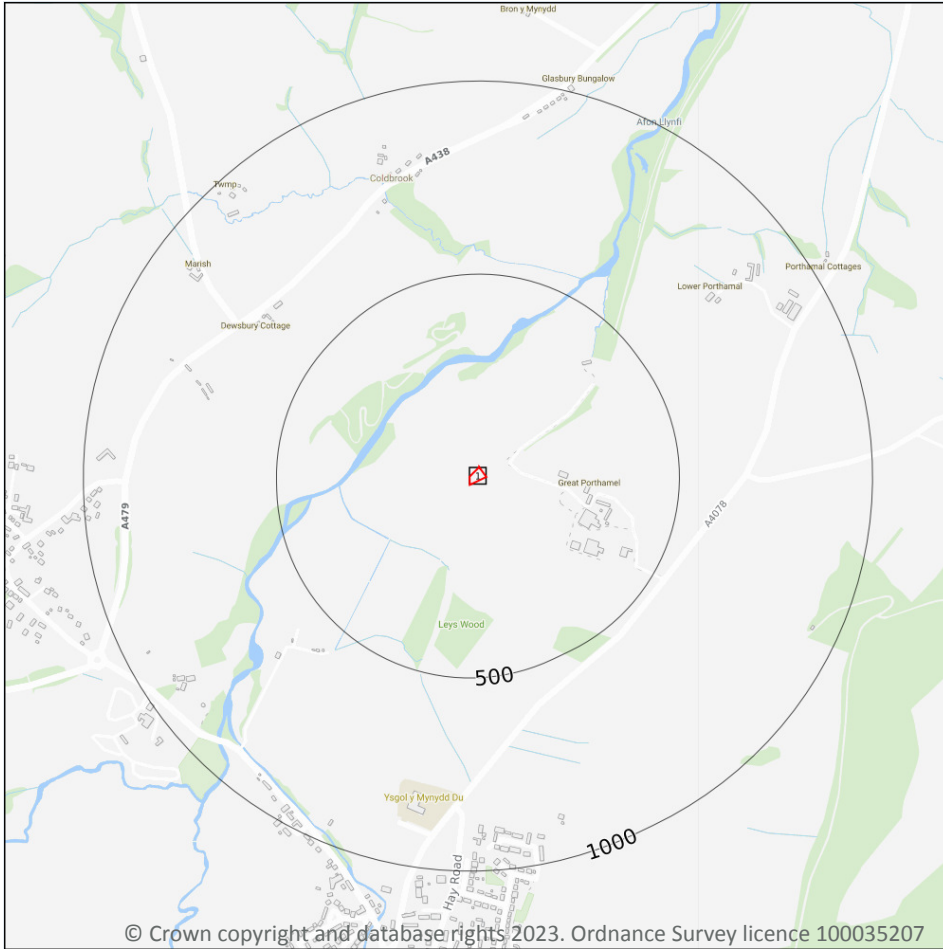 Bron y Mynydd
Glasbury Bungalow
Afon Llynfi
A438
Coldbrook
Twmp
Marish
Porthamal Cottages
Lower Porthamal
Dewsbury Cottage
1
Great Porthamel
A479
A4078
Leys Wood
500
Ysgol y Mynydd Du
1000
Hay Road
© Crown copyright and database rights 2023. Ordnance Survey licence 100035207